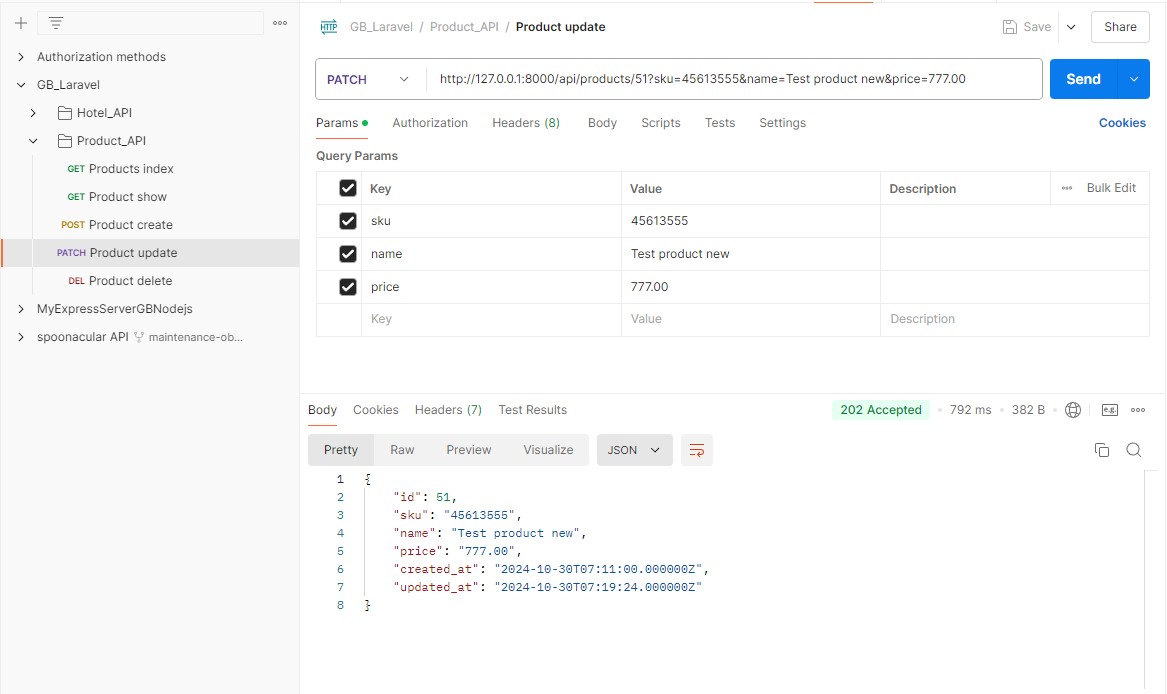 Authorization methods
GB_Laravel
Hotel_API
Product_API
GET Products index
GET Product show
POST Product create
PATCH Product update
DEL Product delete
MyExpressServerGBNodejs
spoonacular API maintenance-ob...
HTTP GB_Laravel / Product_API / Product update
Save
Share
PATCH http://127.0.0.1:8000/api/products/51?sku=45613555&name=Test product new&price=777.00
Send
Params Authorization Headers (8) Body Scripts Tests Settings Cookies
Query Params
Key Value Description Bulk Edit
sku 45613555
name Test product new
price 777.00
Key Value Description
Body Cookies Headers (7) Test Results 202 Accepted 792 ms 382 B e.g.
Pretty Raw Preview Visualize JSON
1 {
2 "id": 51,
3 "sku": "45613555",
4 "name": "Test product new",
5 "price": "777.00",
6 "created_at": "2024-10-30T07:11:00.000000Z",
7 "updated_at": "2024-10-30T07:19:24.000000Z"
8 }